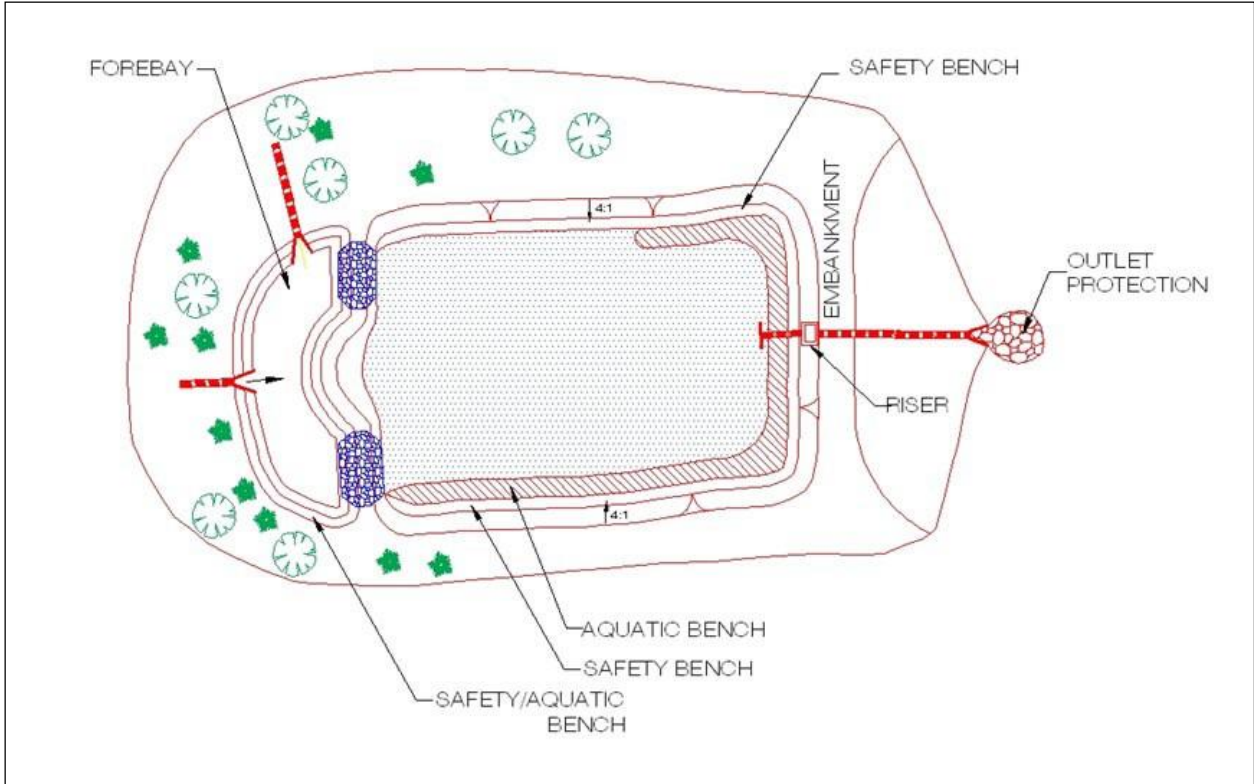 FOREBAY
SAFETY BENCH
4:1
EMBANKMENT
OUTLET
PROTECTION
RISER
4:1
AQUATIC BENCH
SAFETY BENCH
SAFETY/AQUATIC
BENCH